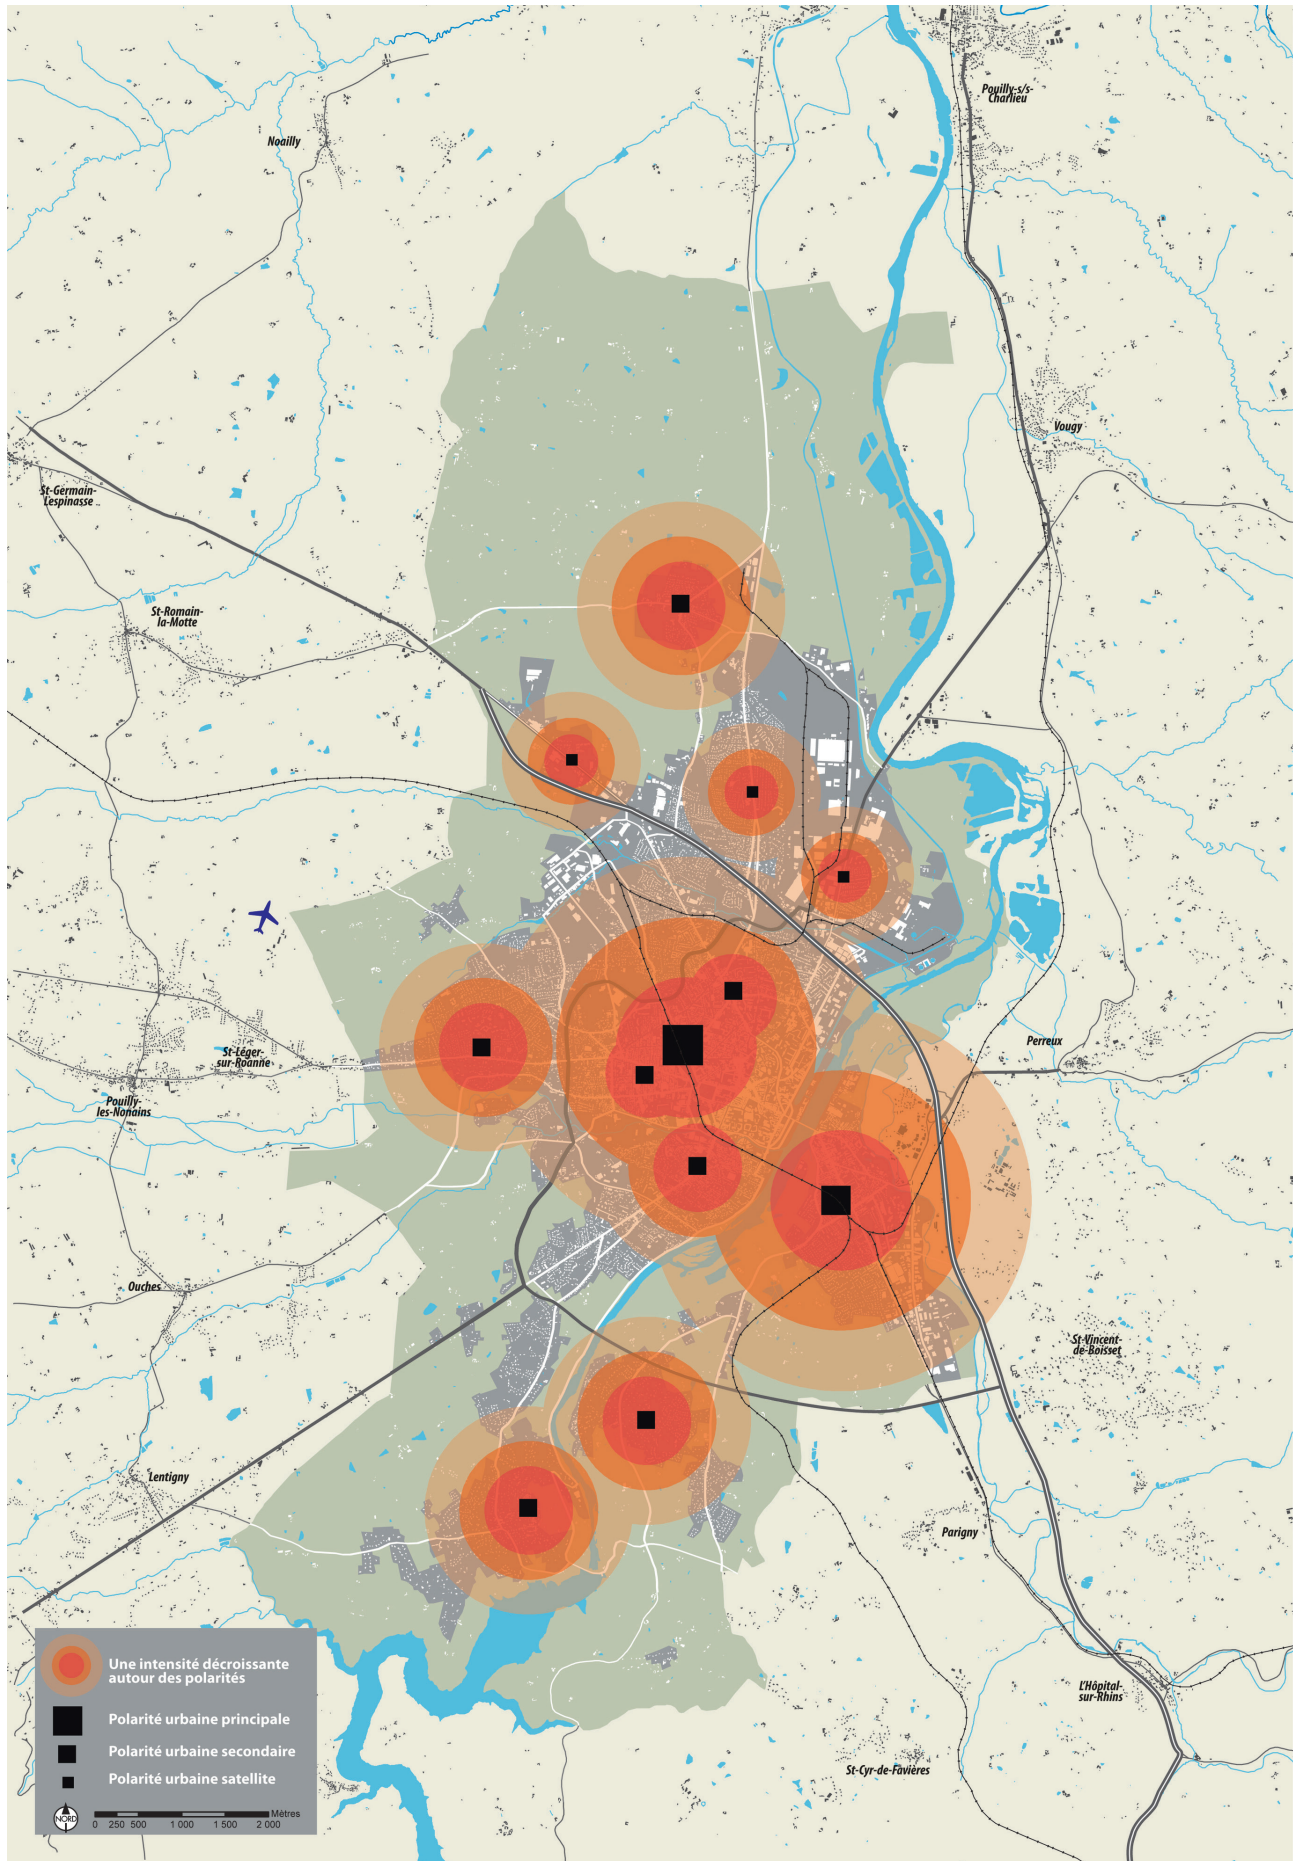 Pouilly-s/s-
Charlieu
Noailly
Vougy
St-Germain-
Lespinasse
St-Romain-
la-Motte
Perreux
St-Léger-
sur-Roanne
Pouilly-
les-Nonains
Ouches
St-Vincent-
de-Boisset
Lentigny
Parigny
L'Hôpital-
sur-Rhins
St-Cyr-de-Favières
Une intensité décroissante
autour des polarités
Polarité urbaine principale
Polarité urbaine secondaire
Polarité urbaine satellite
NORD
Mètres
0 250 500 1 000 1 500 2 000